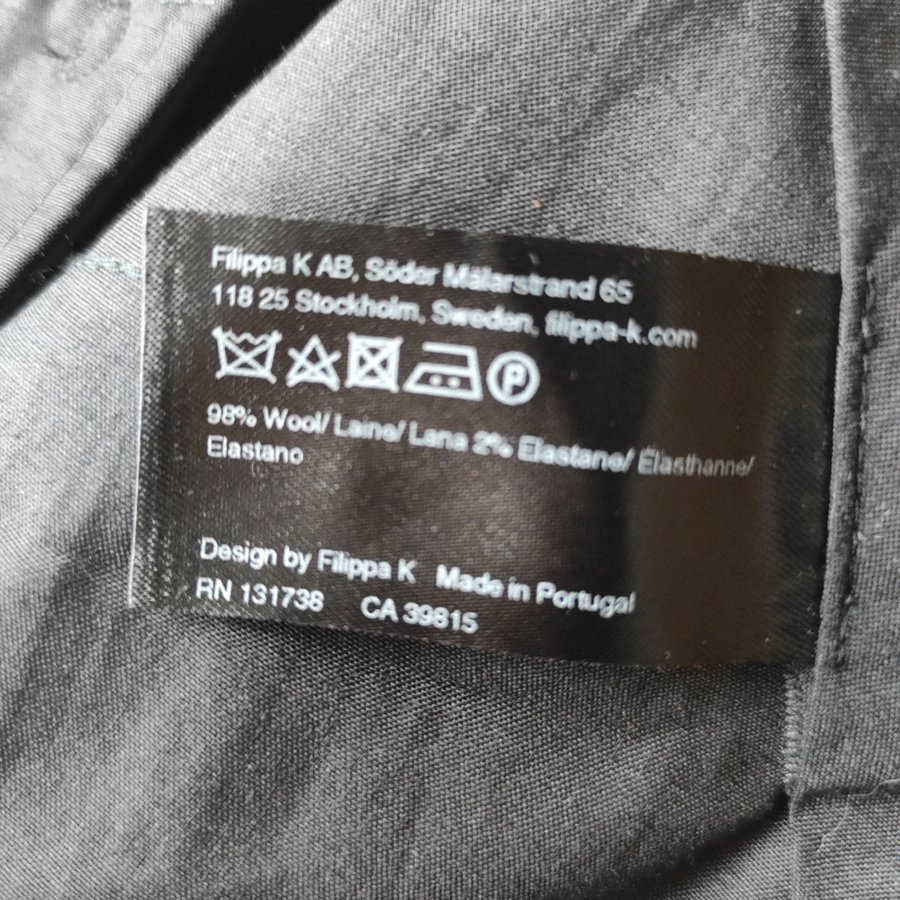 Filippa K AB, Söder Mälarstrand 65
118 25 Stockholm, Sweden, filippa-k.com
P
98% Wool/ Laine/ Lana 2% Elastane/ Élasthanne/
Elastano
Design by Filippa K Made in Portugal
RN 131738 CA 39815